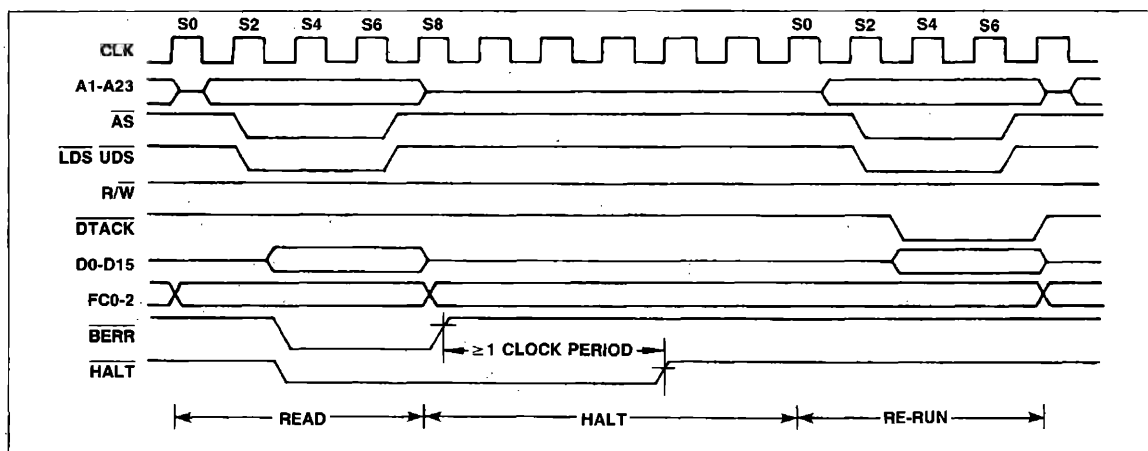 S0 S2 S4 S6 S8 S0 S2 S4 S6
CLK
A1-A23
AS
LDS UDS
R/W
DTACK
D0-D15
FC0-2
BERR
≥1 CLOCK PERIOD
HALT
READ HALT RE-RUN